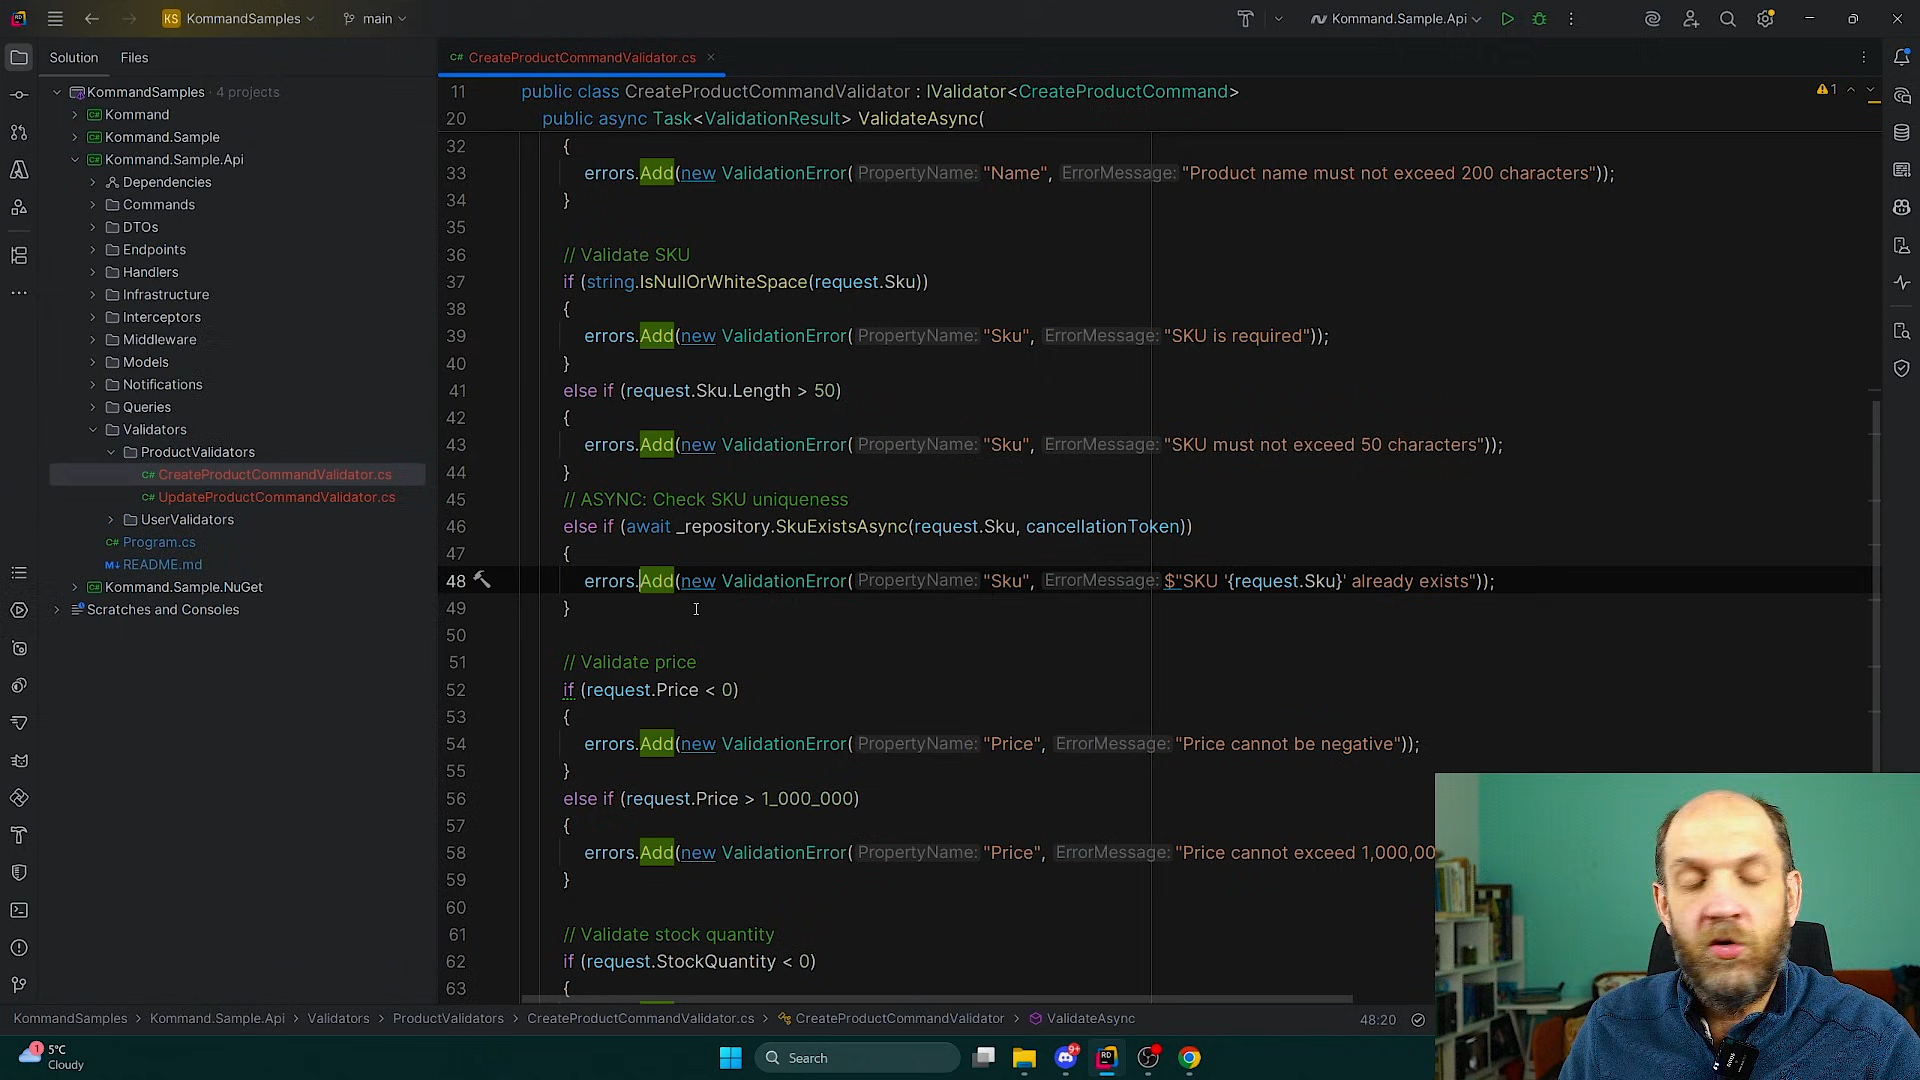 KS KommandSamples main Kommand.Sample.Api
Solution Files C# CreateProductCommandValidator.cs
KommandSamples · 4 projects
C# Kommand
C# Kommand.Sample
C# Kommand.Sample.Api
Dependencies
Commands
DTOs
Endpoints
Handlers
Infrastructure
Interceptors
Middleware
Models
Notifications
Queries
Validators
ProductValidators
C# CreateProductCommandValidator.cs
C# UpdateProductCommandValidator.cs
UserValidators
C# Program.cs
M↓ README.md
C# Kommand.Sample.NuGet
Scratches and Consoles
11 public class CreateProductCommandValidator : IValidator<CreateProductCommand>
1
20 public async Task<ValidationResult> ValidateAsync(
32 {
33 errors.Add(new ValidationError( PropertyName: "Name", ErrorMessage: "Product name must not exceed 200 characters"));
34 }
35
36 // Validate SKU
37 if (string.IsNullOrWhiteSpace(request.Sku))
38 {
39 errors.Add(new ValidationError( PropertyName: "Sku", ErrorMessage: "SKU is required"));
40 }
41 else if (request.Sku.Length > 50)
42 {
43 errors.Add(new ValidationError( PropertyName: "Sku", ErrorMessage: "SKU must not exceed 50 characters"));
44 }
45 // ASYNC: Check SKU uniqueness
46 else if (await _repository.SkuExistsAsync(request.Sku, cancellationToken))
47 {
48 errors.Add(new ValidationError( PropertyName: "Sku", ErrorMessage: $"SKU '{request.Sku}' already exists"));
49 }
50
51 // Validate price
52 if (request.Price < 0)
53 {
54 errors.Add(new ValidationError( PropertyName: "Price", ErrorMessage: "Price cannot be negative"));
55 }
56 else if (request.Price > 1_000_000)
57 {
58 errors.Add(new ValidationError( PropertyName: "Price", ErrorMessage: "Price cannot exceed 1,000,00
59 }
60
61 // Validate stock quantity
62 if (request.StockQuantity < 0)
63 {
KommandSamples > Kommand.Sample.Api > Validators > ProductValidators > CreateProductCommandValidator.cs > CreateProductCommandValidator > ValidateAsync 48:20
1 5°C
Cloudy
Search
9+
RD